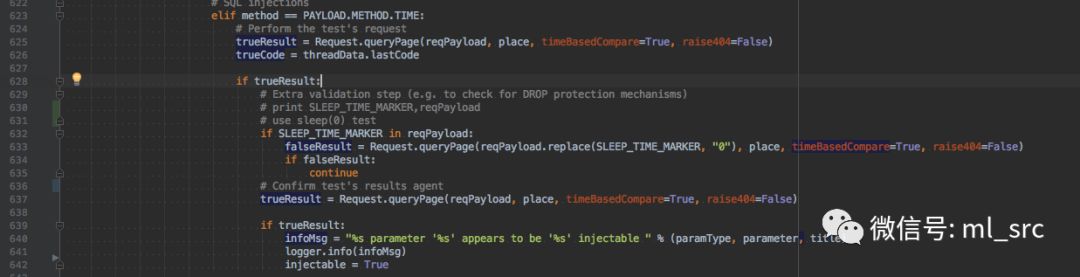 622 # SQL injections
623 elif method == PAYLOAD.METHOD.TIME:
624 # Perform the test's request
625 trueResult = Request.queryPage(reqPayload, place, timeBasedCompare=True, raise404=False)
626 trueCode = threadData.lastCode
627
628 if trueResult:
629 # Extra validation step (e.g. to check for DROP protection mechanisms)
630 # print SLEEP_TIME_MARKER,reqPayload
631 # use sleep(0) test
632 if SLEEP_TIME_MARKER in reqPayload:
633 falseResult = Request.queryPage(reqPayload.replace(SLEEP_TIME_MARKER, "0"), place, timeBasedCompare=True, raise404=False)
634 if falseResult:
635 continue
636 # Confirm test's results agent
637 trueResult = Request.queryPage(reqPayload, place, timeBasedCompare=True, raise404=False)
638
639 if trueResult:
640 infoMsg = "%s parameter '%s' appears to be '%s' injectable " % (paramType, parameter, title)
641 logger.info(infoMsg)
642 injectable = True
微信号: ml_src